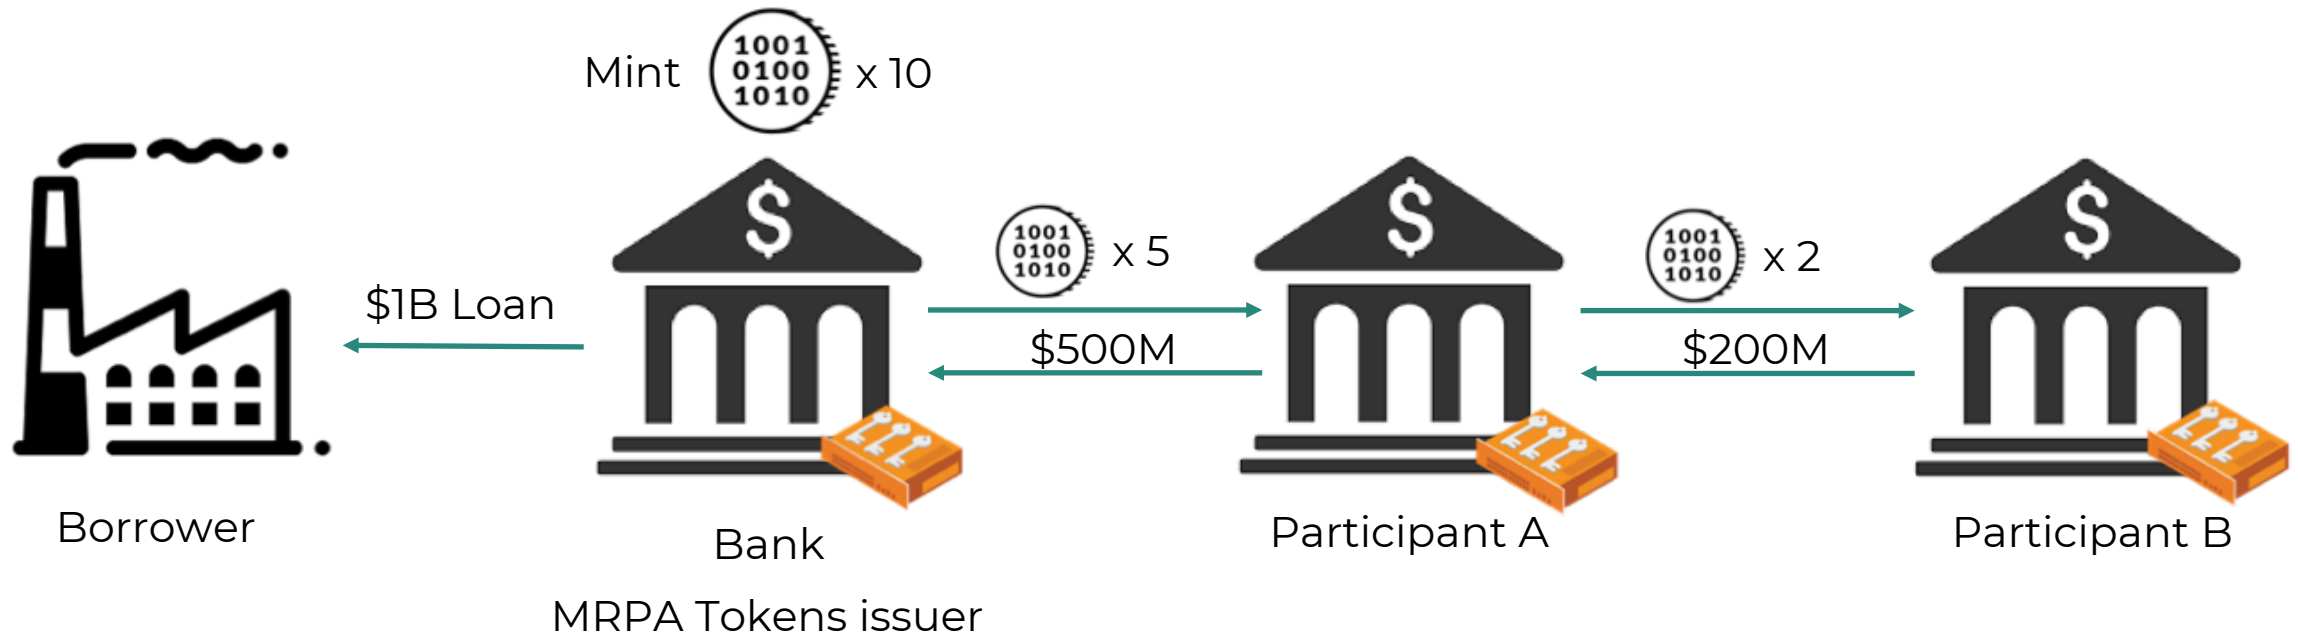 Mint
1001
0100
1010
x 10
$
$
$
1001
0100
1010
x 5
1001
0100
1010
x 2
$1B Loan
$500M
$200M
Borrower
Bank
Participant A
Participant B
MRPA Tokens issuer